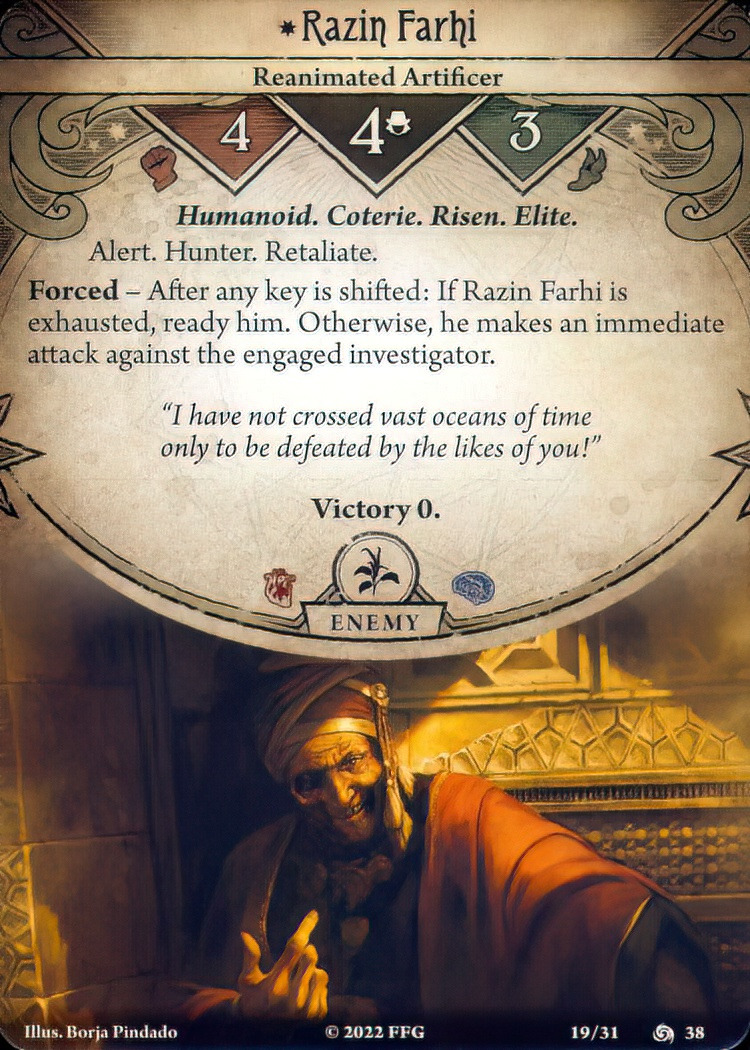 Razin Farhi
Reanimated Artificer
4 4 3
Humanoid. Coterie. Risen. Elite.
Alert. Hunter. Retaliate.
Forced – After any key is shifted: If Razin Farhi is
exhausted, ready him. Otherwise, he makes an immediate
attack against the engaged investigator.
“I have not crossed vast oceans of time
only to be defeated by the likes of you!”
Victory 0.
ENEMY
Illus. Borja Pindado © 2022 FFG 19/31 38